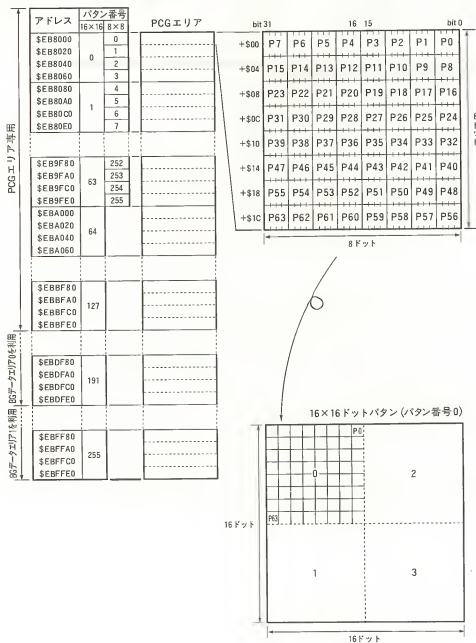 アドレス パタン番号 PCGエリア
16×16 8×8
$EB8000 0 0
$EB8020 1
$EB8040 2
$EB8060 3
$EB8080 1 4
$EB80A0 5
$EB80C0 6
$EB80E0 7
$EB9F80 63 252
$EB9FA0 253
$EB9FC0 254
$EB9FE0 255
$EBA000 64
$EBA020
$EBA040
$EBA060
$EBBF80 127
$EBBFA0
$EBBFC0
$EBBFE0
$EBDF80 191
$EBDFA0
$EBDFC0
$EBDFE0
$EBFF80 255
$EBFFA0
$EBFFC0
$EBFFE0
PCGエリア専用
BGデータエリア0を利用
BGデータエリア1を利用
bit 31 16 15 bit 0
+$00 P7 P6 P5 P4 P3 P2 P1 P0
+$04 P15 P14 P13 P12 P11 P10 P9 P8
+$08 P23 P22 P21 P20 P19 P18 P17 P16
+$0C P31 P30 P29 P28 P27 P26 P25 P24
+$10 P39 P38 P37 P36 P35 P34 P33 P32
+$14 P47 P46 P45 P44 P43 P42 P41 P40
+$18 P55 P54 P53 P52 P51 P50 P49 P48
+$1C P63 P62 P61 P60 P59 P58 P57 P56
8ドット
16×16ドットパタン(パタン番号0)
P0
0 2
P63
16ドット
1 3
16ドット